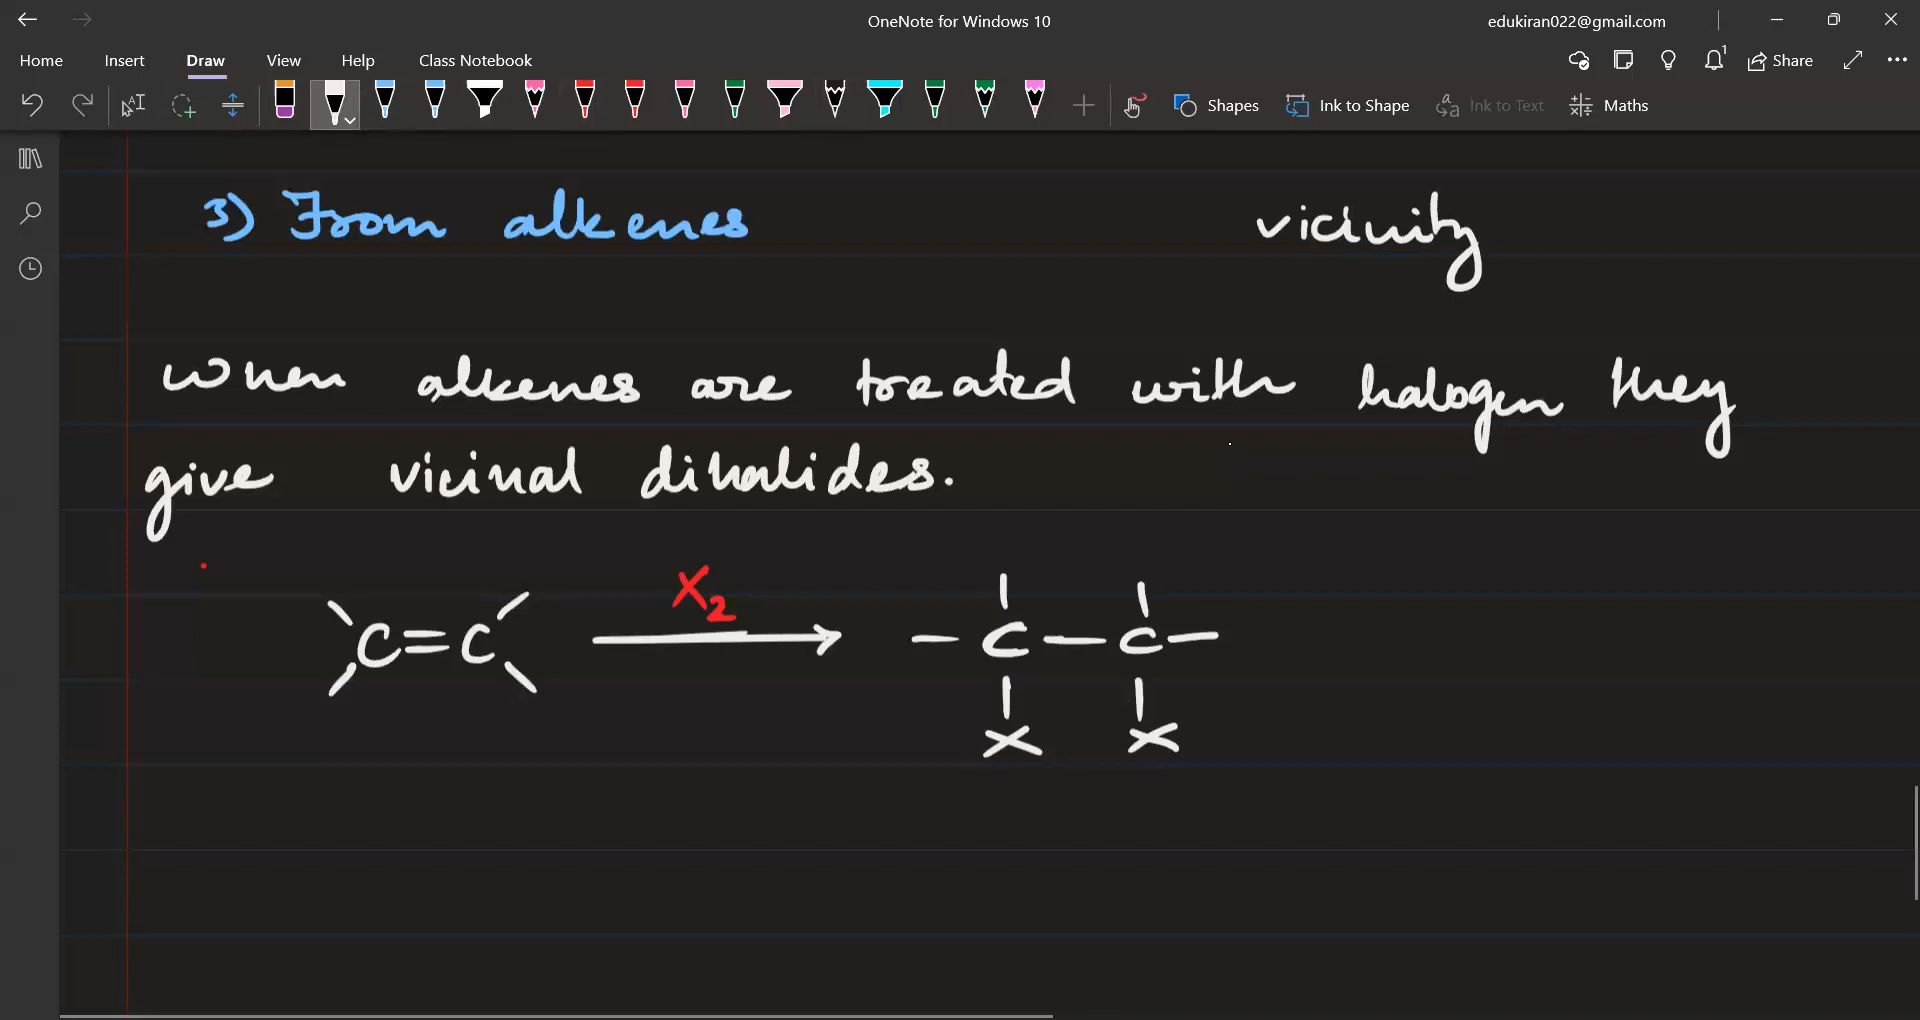 OneNote for Windows 10
edukiran022@gmail.com
Home Insert Draw View Help Class Notebook
1 Share
Shapes Ink to Shape Ink to Text Maths
3) From alkenes vicinity
When alkenes are treated with halogen they
give vicinal dihalides.
X2
C=C → –C–C–
X X